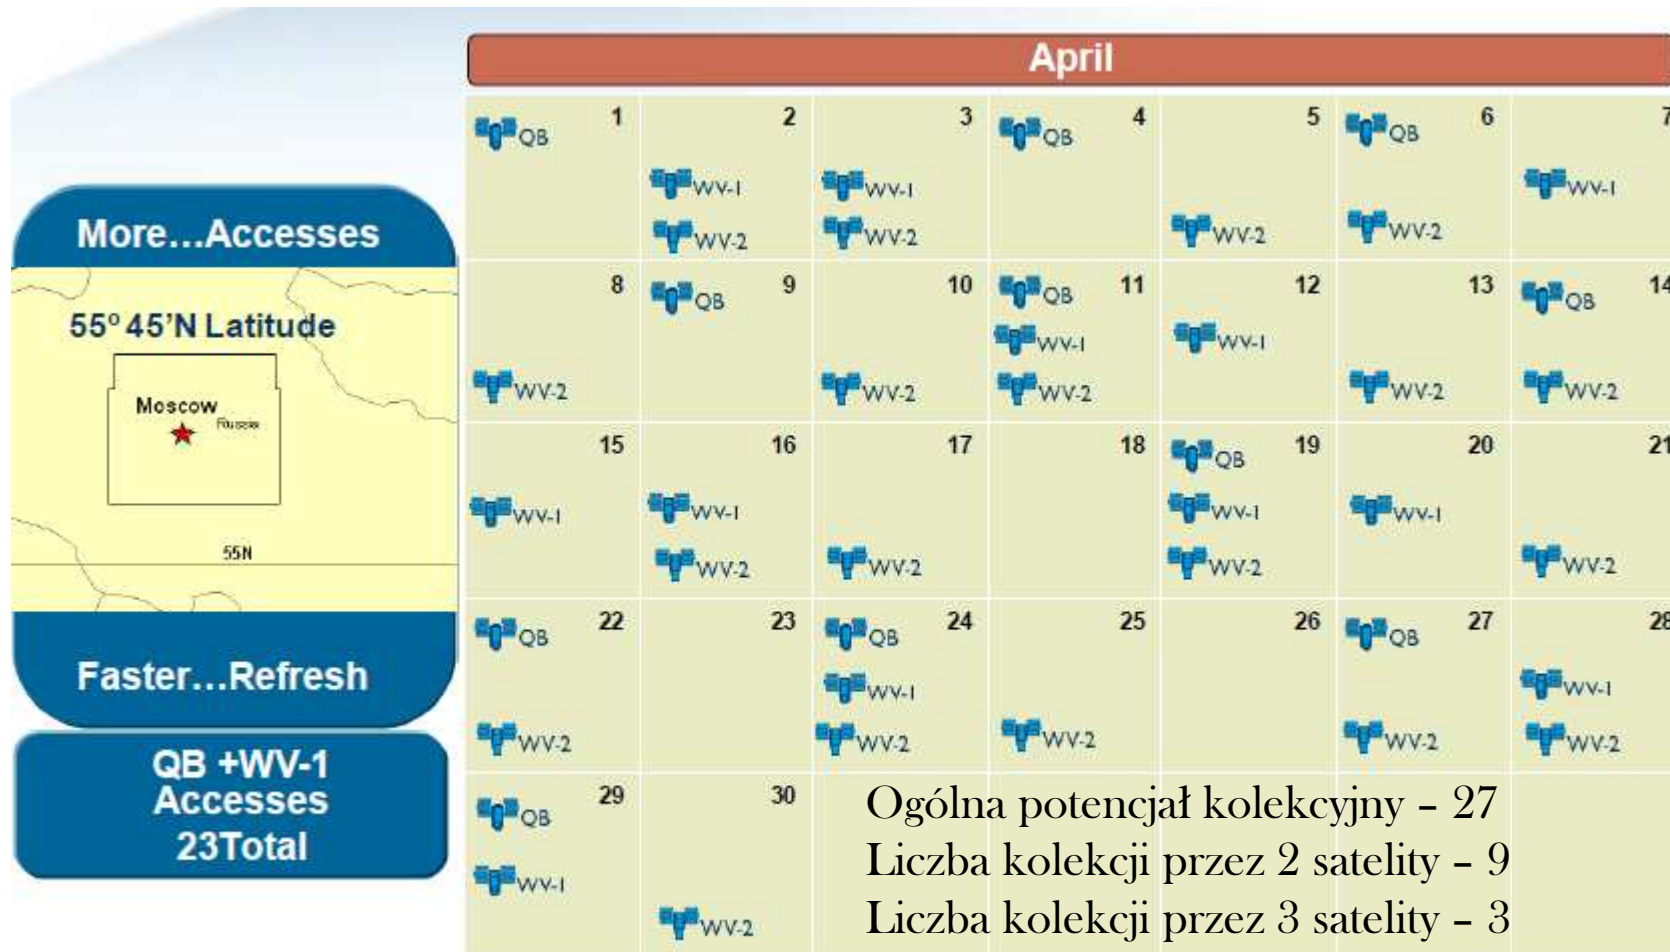 April
1 2 3 4 5 6 7
QB QB QB
WV-1 WV-1 WV-1
WV-2 WV-2 WV-2 WV-2
8 9 10 11 12 13 14
QB QB QB
WV-1 WV-1
WV-2 WV-2 WV-2 WV-2 WV-2
15 16 17 18 19 20 21
QB
WV-1 WV-1 WV-1 WV-1
WV-2 WV-2 WV-2 WV-2
22 23 24 25 26 27 28
QB QB QB
WV-1 WV-1
WV-2 WV-2 WV-2 WV-2 WV-2
29 30
QB
WV-1
WV-2
Ogólna potencjał kolekcyjny – 27
Liczba kolekcji przez 2 satelity – 9
Liczba kolekcji przez 3 satelity – 3
More...Accesses
55° 45'N Latitude
Moscow
Russia
55N
Faster...Refresh
QB +WV-1
Accesses
23Total